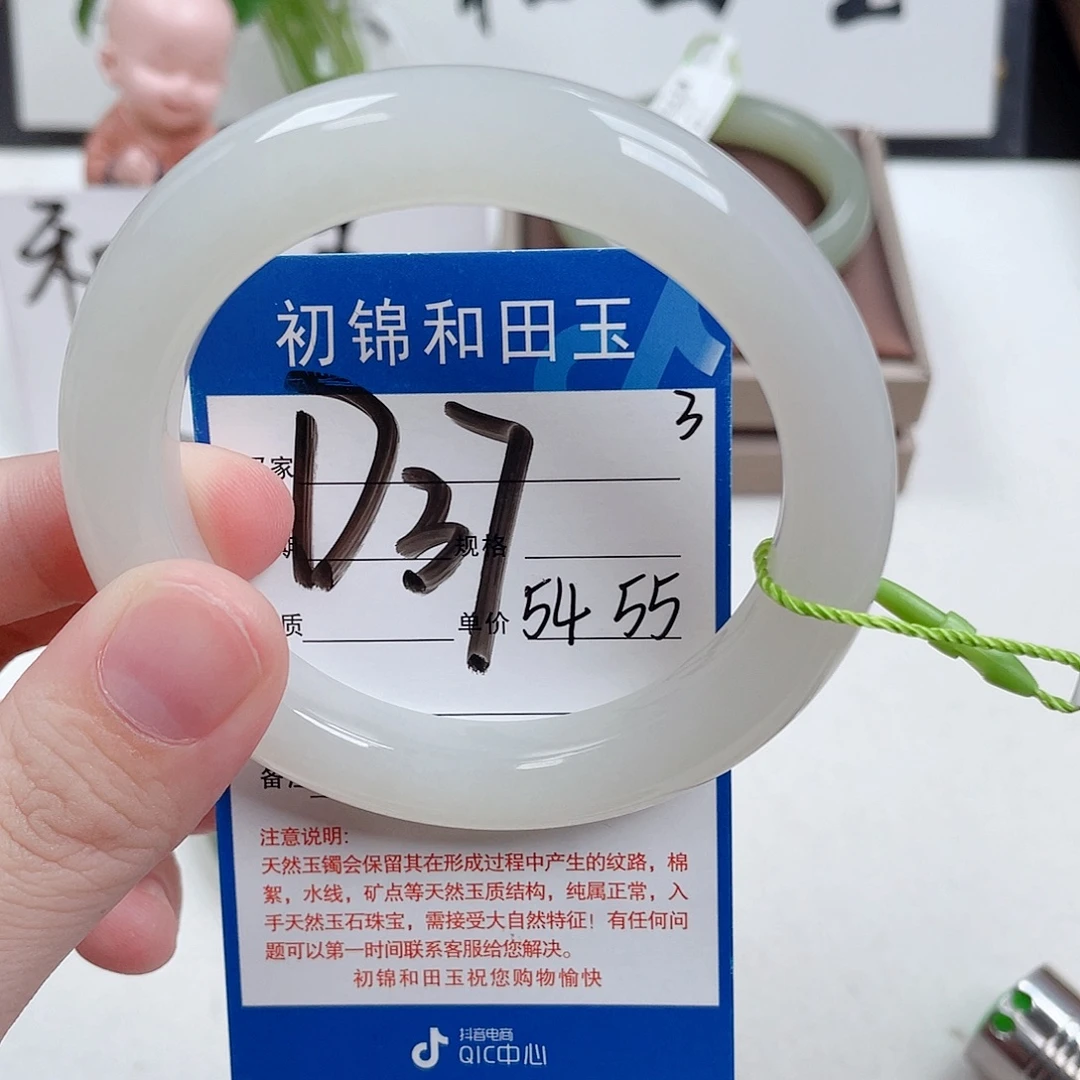 初锦和田玉
3
D37
家
期 规格
质 单价 54 55
备注
注意说明:
天然玉镯会保留其在形成过程中产生的纹路，棉
絮，水线，矿点等天然玉质结构，纯属正常，入
手天然玉石珠宝，需接受大自然特征！有任何问
题可以第一时间联系客服给您解决。
初锦和田玉祝您购物愉快
抖音电商
QIC中心